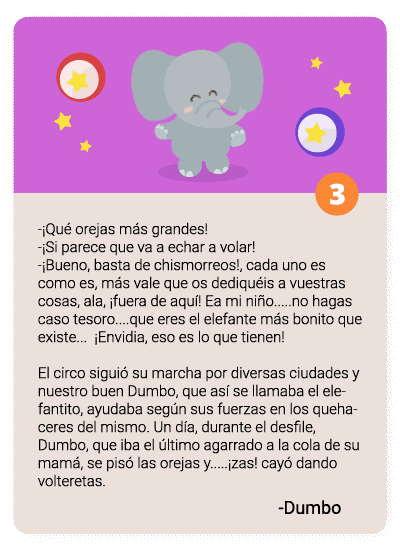 3
-¡Qué orejas más grandes!
-¡Si parece que va a echar a volar!
-¡Bueno, basta de chismorreos!, cada uno es
como es, más vale que os dediquéis a vuestras
cosas, ala, ¡fuera de aquí! Ea mi niño.....no hagas
caso tesoro....que eres el elefante más bonito que
existe... ¡Envidia, eso es lo que tienen!
El circo siguió su marcha por diversas ciudades y
nuestro buen Dumbo, que así se llamaba el ele-
fantito, ayudaba según sus fuerzas en los queha-
ceres del mismo. Un día, durante el desfile,
Dumbo, que iba el último agarrado a la cola de su
mamá, se pisó las orejas y.....¡zas! cayó dando
volteretas.
-Dumbo